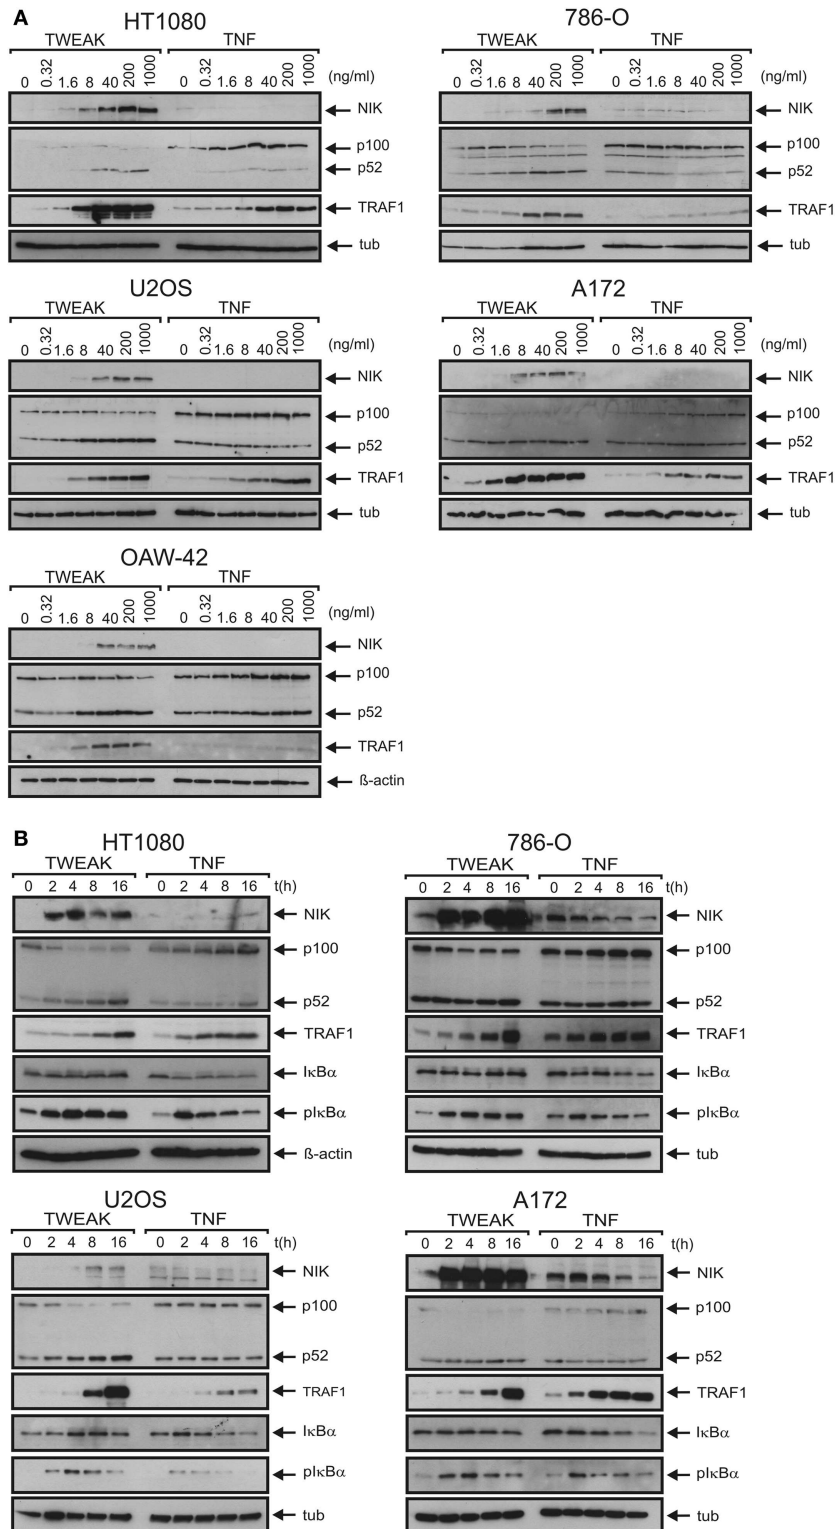 A
HT1080
TWEAK TNF
0 0.32 1.6 8 40 200 1000 0 0.32 1.6 8 40 200 1000 (ng/ml)
NIK
p100
p52
TRAF1
tub
786-O
TWEAK TNF
0 0.32 1.6 8 40 200 1000 0 0.32 1.6 8 40 200 1000 (ng/ml)
NIK
p100
p52
TRAF1
tub
U2OS
TWEAK TNF
0 0.32 1.6 8 40 200 1000 0 0.32 1.6 8 40 200 1000 (ng/ml)
NIK
p100
p52
TRAF1
tub
A172
TWEAK TNF
0 0.32 1.6 8 40 200 1000 0 0.32 1.6 8 40 200 1000 (ng/ml)
NIK
p100
p52
TRAF1
tub
OAW-42
TWEAK TNF
0 0.32 1.6 8 40 200 1000 0 0.32 1.6 8 40 200 1000 (ng/ml)
NIK
p100
p52
TRAF1
ß-actin
B
HT1080
TWEAK TNF
0 2 4 8 16 0 2 4 8 16 t(h)
NIK
p100
p52
TRAF1
IκBα
pIκBα
ß-actin
786-O
TWEAK TNF
0 2 4 8 16 0 2 4 8 16 t(h)
NIK
p100
p52
TRAF1
IκBα
pIκBα
tub
U2OS
TWEAK TNF
0 2 4 8 16 0 2 4 8 16 t(h)
NIK
p100
p52
TRAF1
IκBα
pIκBα
tub
A172
TWEAK TNF
0 2 4 8 16 0 2 4 8 16 t(h)
NIK
p100
p52
TRAF1
IκBα
pIκBα
tub